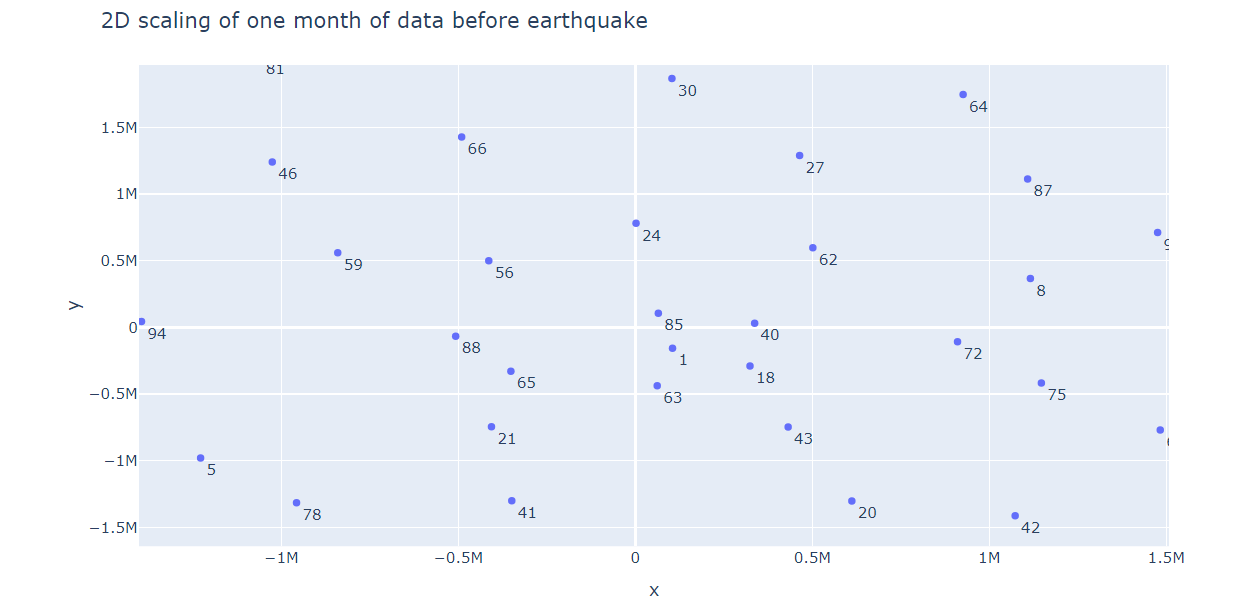 2D scaling of one month of data before earthquake
81
30
64
1.5M
66
27
46
87
1M
24
62
59
56
0.5M
8
y
85
94
0
40
88
72
1
18
65
75
63
−0.5M
21
43
5
−1M
78
41
20
42
−1.5M
−1M
−0.5M
0
0.5M
1M
1.5M
x